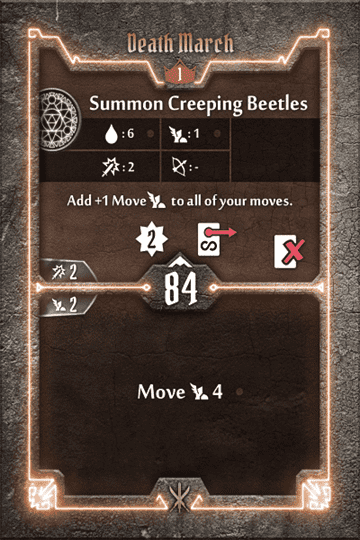 Death March
1
Summon Creeping Beetles
: 6 : 1
: 2 : -
Add +1 Move to all of your moves.
2 S
2
84
2
Move 4